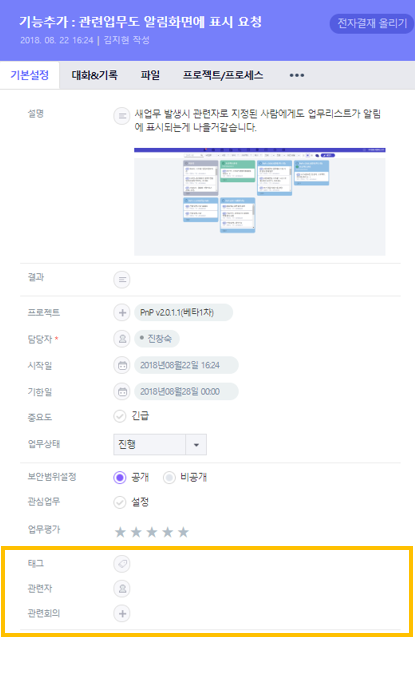 기능추가 : 관련업무도 알림화면에 표시 요청
전자결재 올리기
2018. 08. 22 16:24 | 김지현 작성
기본설정 대화&기록 파일 프로젝트/프로세스 •••
설명
새업무 발생시 관련자로 지정된 사람에게도 업무리스트가 알림
에 표시되는게 나을거같습니다.
결과
프로젝트 PnP v2.0.1.1(베타1차)
담당자 * 진창숙
시작일 2018년08월22일 16:24
기한일 2018년08월28일 00:00
중요도 긴급
업무상태 진행
보안범위설정 공개 비공개
관심업무 설정
업무평가
태그
관련자
관련회의